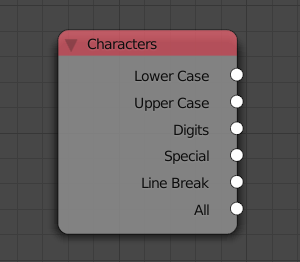 Characters
Lower Case
Upper Case
Digits
Special
Line Break
All